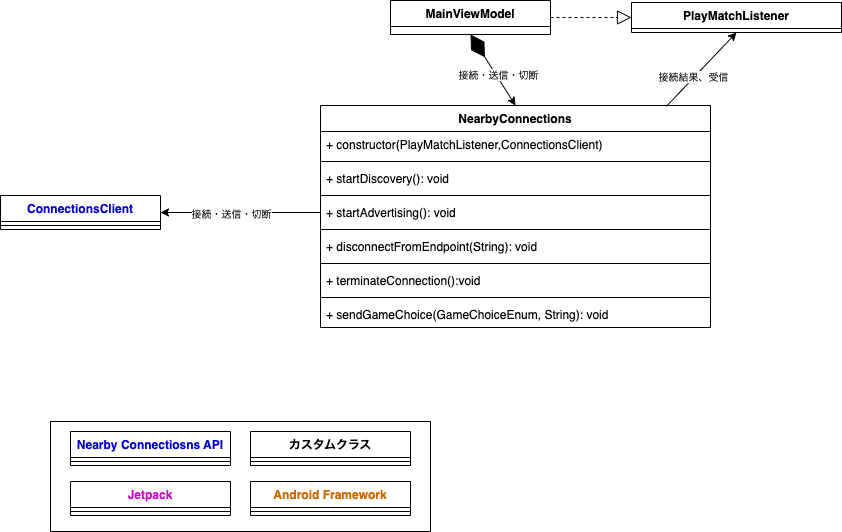 MainViewModel
PlayMatchListener
接続・送信・切断
接続結果、受信
NearbyConnections
+ constructor(PlayMatchListener,ConnectionsClient)
+ startDiscovery(): void
ConnectionsClient
接続・送信・切断
+ startAdvertising(): void
+ disconnectFromEndpoint(String): void
+ terminateConnection():void
+ sendGameChoice(GameChoiceEnum, String): void
Nearby Connectiosns API
カスタムクラス
Jetpack
Android Framework